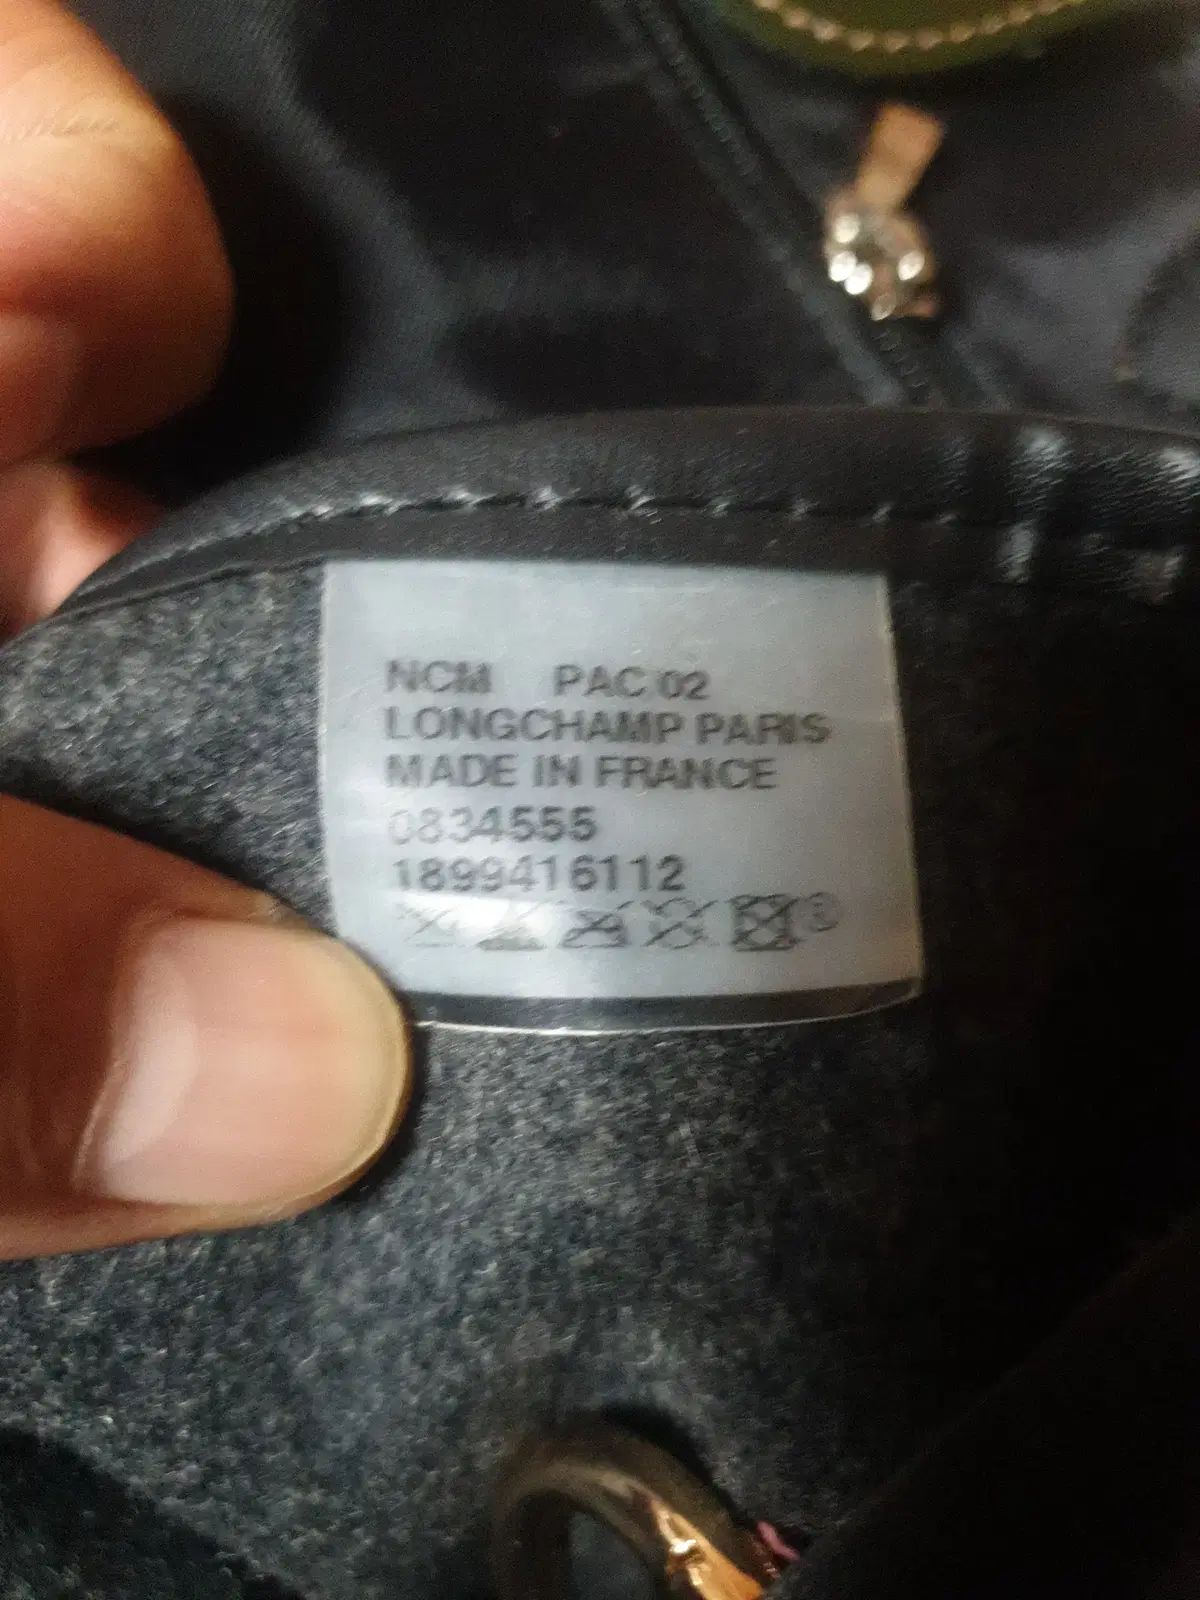 NCM PAC 02
LONGCHAMP PARIS
MADE IN FRANCE
0834555
1899416112